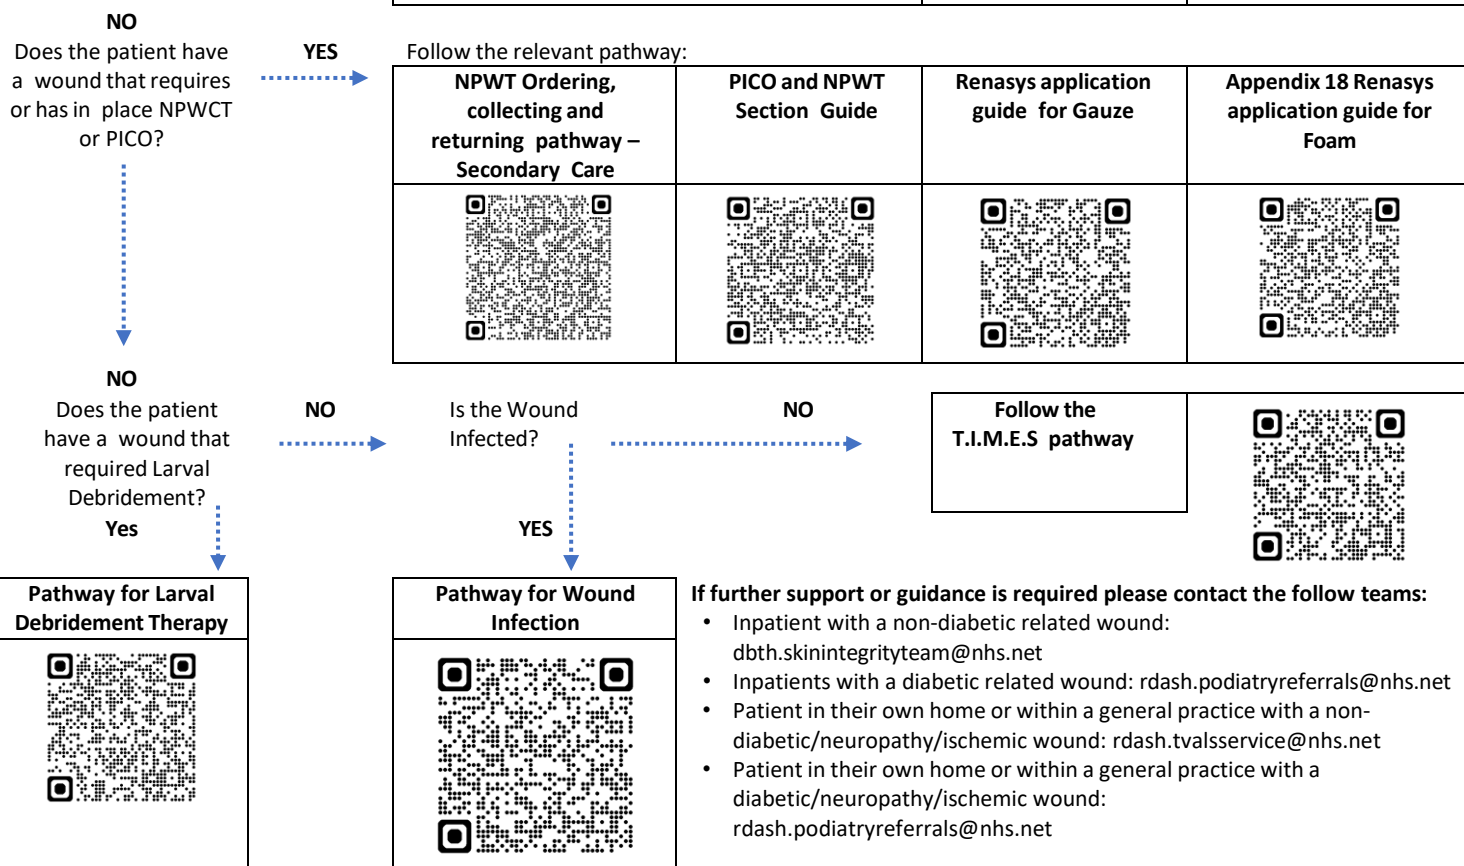 NO
Does the patient have
a wound that requires
or has in place NPWCT
or PICO?
YES
Follow the relevant pathway:
NPWT Ordering,
collecting and
returning pathway –
Secondary Care
PICO and NPWT
Section Guide
Renasys application
guide for Gauze
Appendix 18 Renasys
application guide for
Foam
NO
Does the patient
have a wound that
required Larval
Debridement?
NO
Is the Wound
Infected?
NO
Follow the
T.I.M.E.S pathway
Yes
YES
Pathway for Larval
Debridement Therapy
Pathway for Wound
Infection
If further support or guidance is required please contact the follow teams:
• Inpatient with a non-diabetic related wound:
dbth.skinintegrityteam@nhs.net
• Inpatients with a diabetic related wound: rdash.podiatryreferrals@nhs.net
• Patient in their own home or within a general practice with a non-
diabetic/neuropathy/ischemic wound: rdash.tvalsservice@nhs.net
• Patient in their own home or within a general practice with a
diabetic/neuropathy/ischemic wound:
rdash.podiatryreferrals@nhs.net